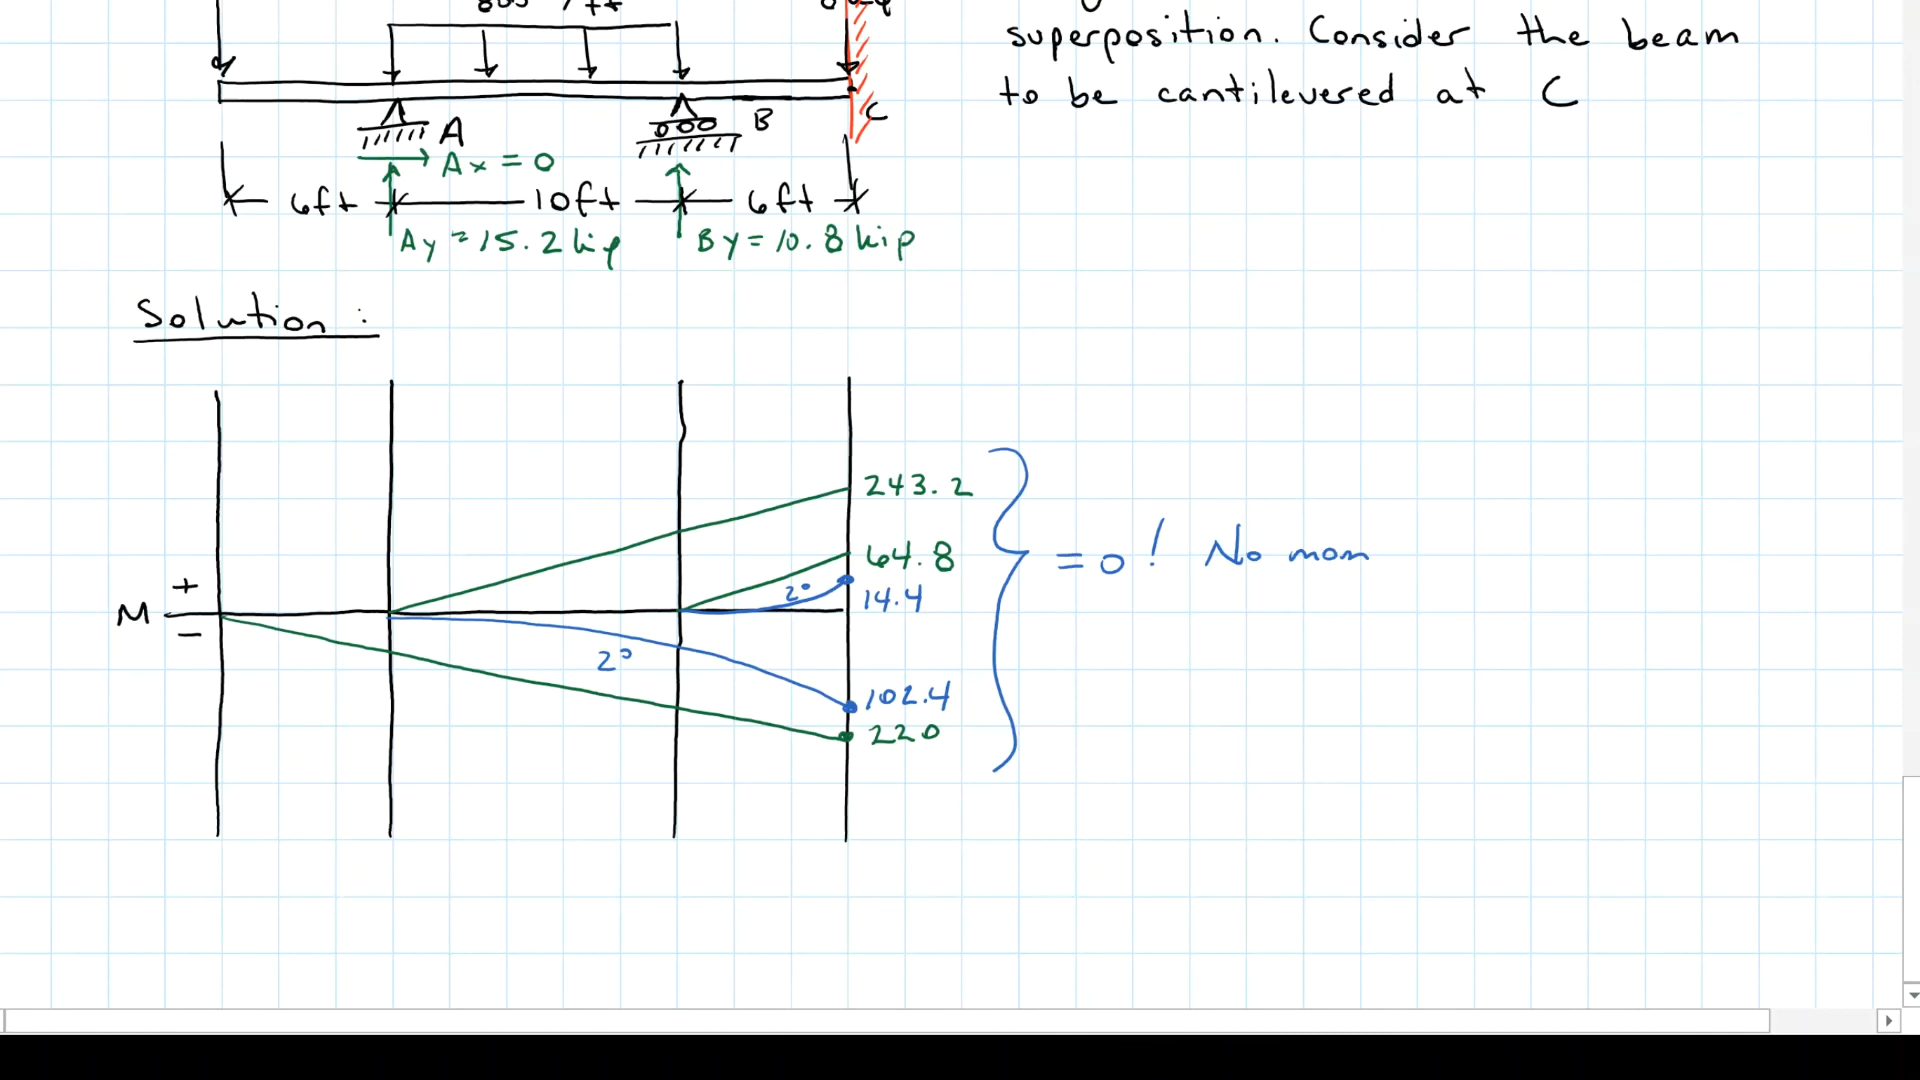 superposition. Consider the beam
to be cantilevered at C
A
B
C
Ax = 0
6ft
10ft
6ft
Ay = 15.2 kip
By = 10.8 kip
Solution :
243.2
64.8
2°
14.4
= 0! No mom
+
M
−
2°
102.4
220